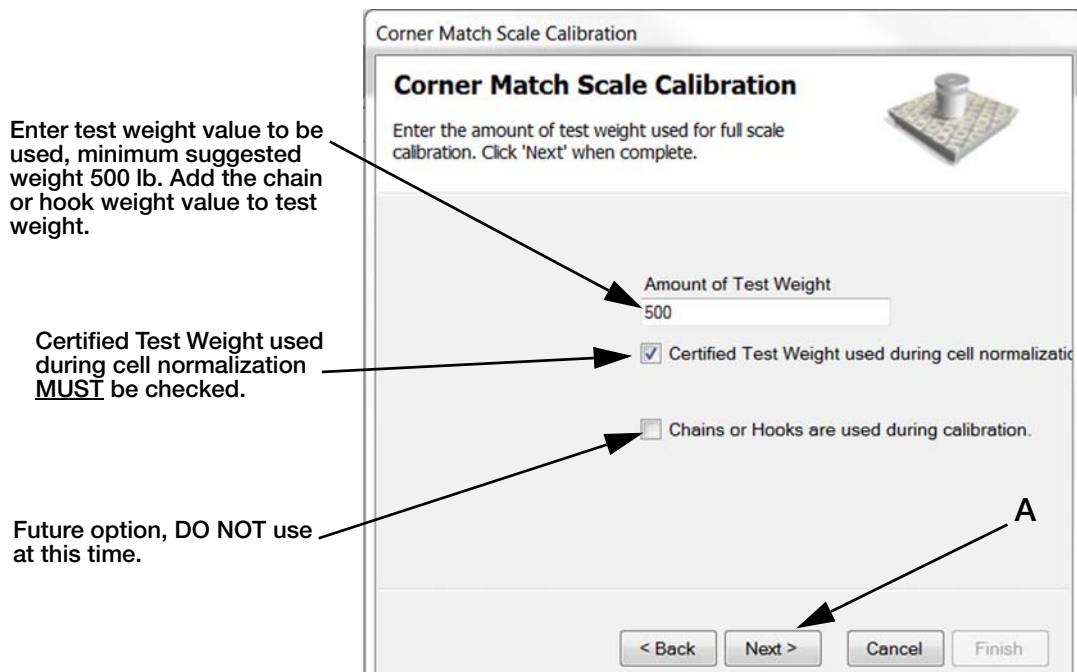 Corner Match Scale Calibration
Corner Match Scale Calibration
Enter the amount of test weight used for full scale
calibration. Click 'Next' when complete.
Enter test weight value to be
used, minimum suggested
weight 500 lb. Add the chain
or hook weight value to test
weight.
Amount of Test Weight
500
Certified Test Weight used
during cell normalization
MUST be checked.
Certified Test Weight used during cell normalizatic
Chains or Hooks are used during calibration.
Future option, DO NOT use
at this time.
A
< Back Next > Cancel Finish